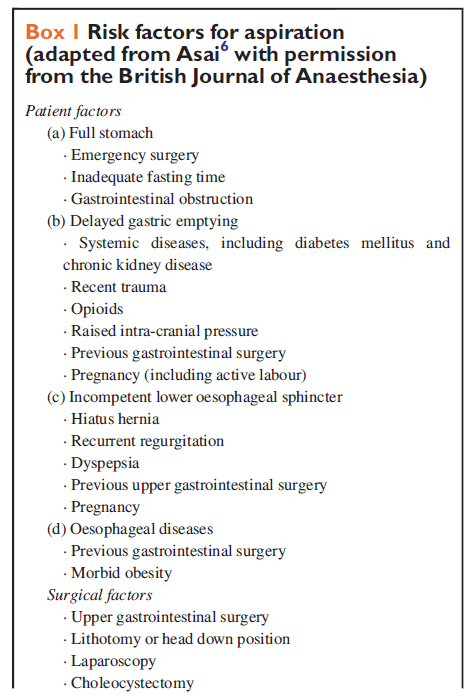 Box 1 Risk factors for aspiration
(adapted from Asai6 with permission
from the British Journal of Anaesthesia)
Patient factors
(a) Full stomach
· Emergency surgery
· Inadequate fasting time
· Gastrointestinal obstruction
(b) Delayed gastric emptying
· Systemic diseases, including diabetes mellitus and
chronic kidney disease
· Recent trauma
· Opioids
· Raised intra-cranial pressure
· Previous gastrointestinal surgery
· Pregnancy (including active labour)
(c) Incompetent lower oesophageal sphincter
· Hiatus hernia
· Recurrent regurgitation
· Dyspepsia
· Previous upper gastrointestinal surgery
· Pregnancy
(d) Oesophageal diseases
· Previous gastrointestinal surgery
· Morbid obesity
Surgical factors
· Upper gastrointestinal surgery
· Lithotomy or head down position
· Laparoscopy
· Choleocystectomy